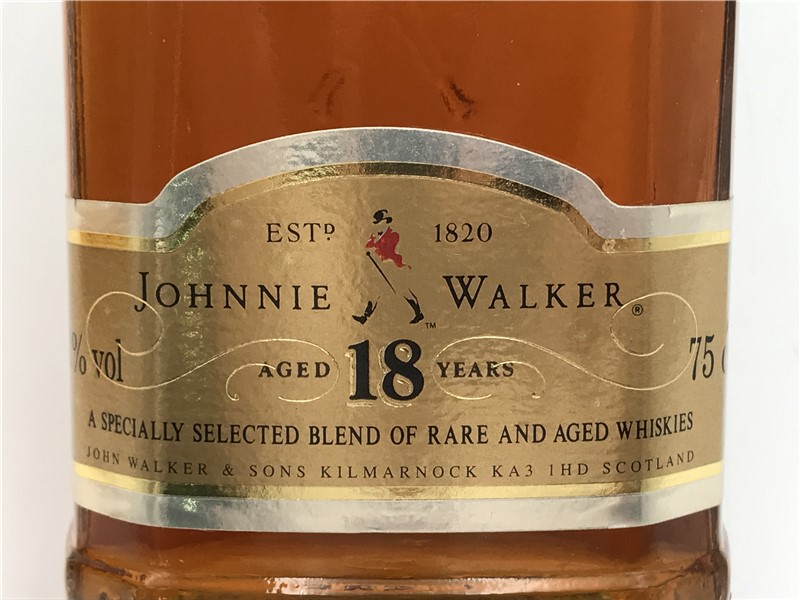 ESTD 1820
JOHNNIE WALKER®
™
% vol
AGED 18 YEARS
75
A SPECIALLY SELECTED BLEND OF RARE AND AGED WHISKIES
JOHN WALKER & SONS KILMARNOCK KA3 1HD SCOTLAND